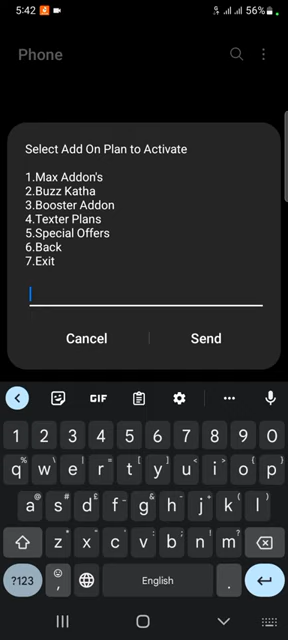 5:42 56%
Phone
Select Add On Plan to Activate
1.Max Addon's
2.Buzz Katha
3.Booster Addon
4.Texter Plans
5.Special Offers
6.Back
7.Exit
Cancel Send
GIF
1 2 3 4 5 6 7 8 9 0
q w e r t y u i o p
a s d f g h j k l
z x c v b n m
?123 , English .